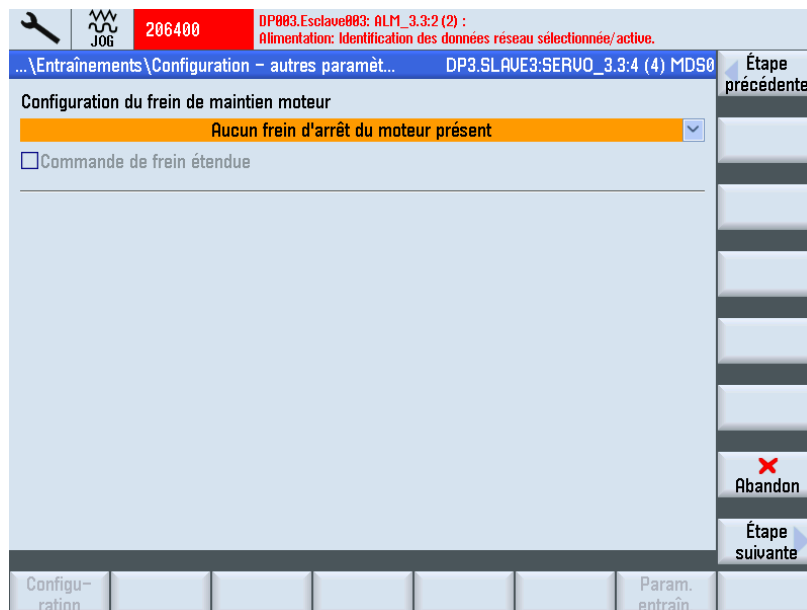 JOG
206400
DP003.Esclave003: ALM_3.3:2 (2) :
Alimentation: Identification des données réseau sélectionnée/active.
...\Entraînements\Configuration – autres paramèt...
DP3.SLAVE3:SERVO_3.3:4 (4) MDS0
Étape
précédente
Configuration du frein de maintien moteur
Aucun frein d'arrêt du moteur présent
Commande de frein étendue
Abandon
Étape
suivante
Configu-
ration
Param.
entraîn.